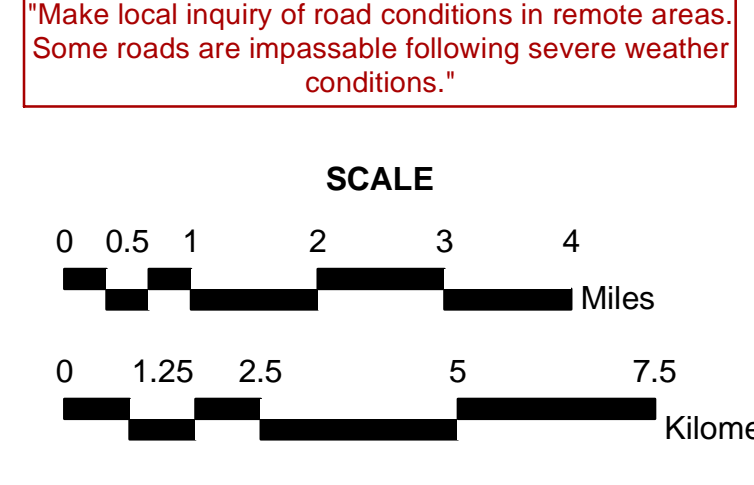 "Make local inquiry of road conditions in remote areas.
Some roads are impassable following severe weather
conditions."
SCALE
0 0.5 1 2 3 4
Miles
0 1.25 2.5 5 7.5
Kilome